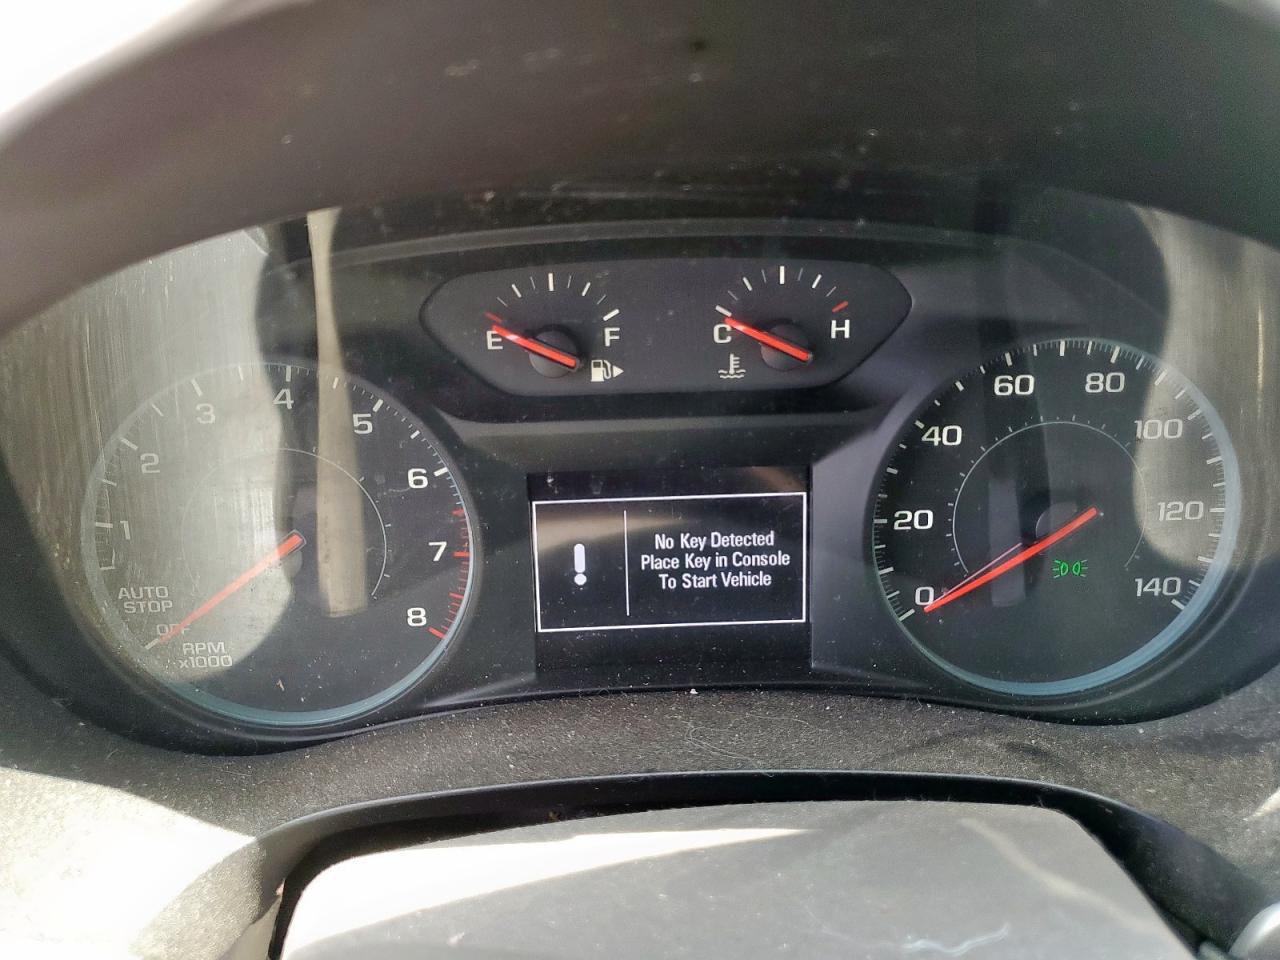 E
F
C
H
1
2
3
4
5
6
7
8
AUTO
STOP
OFF
RPM
x1000
No Key Detected
Place Key in Console
To Start Vehicle
0
20
40
60
80
100
120
140